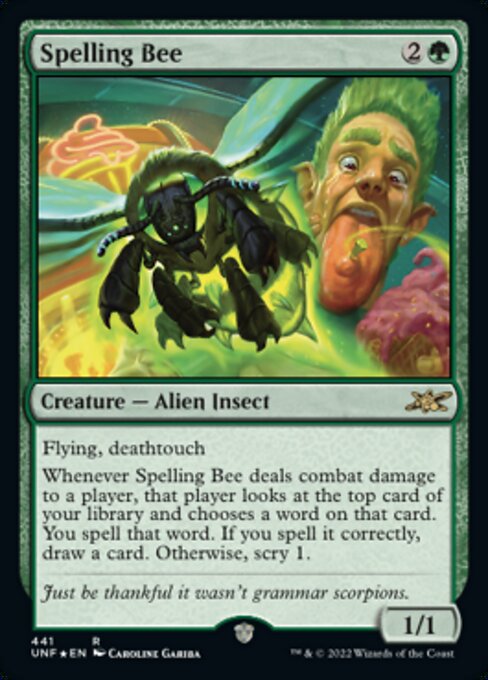 Spelling Bee 2
Creature — Alien Insect
Flying, deathtouch
Whenever Spelling Bee deals combat damage
to a player, that player looks at the top card of
your library and chooses a word on that card.
You spell that word. If you spell it correctly,
draw a card. Otherwise, scry 1.
Just be thankful it wasn't grammar scorpions.
1/1
441 R
UNF★EN Caroline Gariba ™ & © 2022 Wizards of the Coast